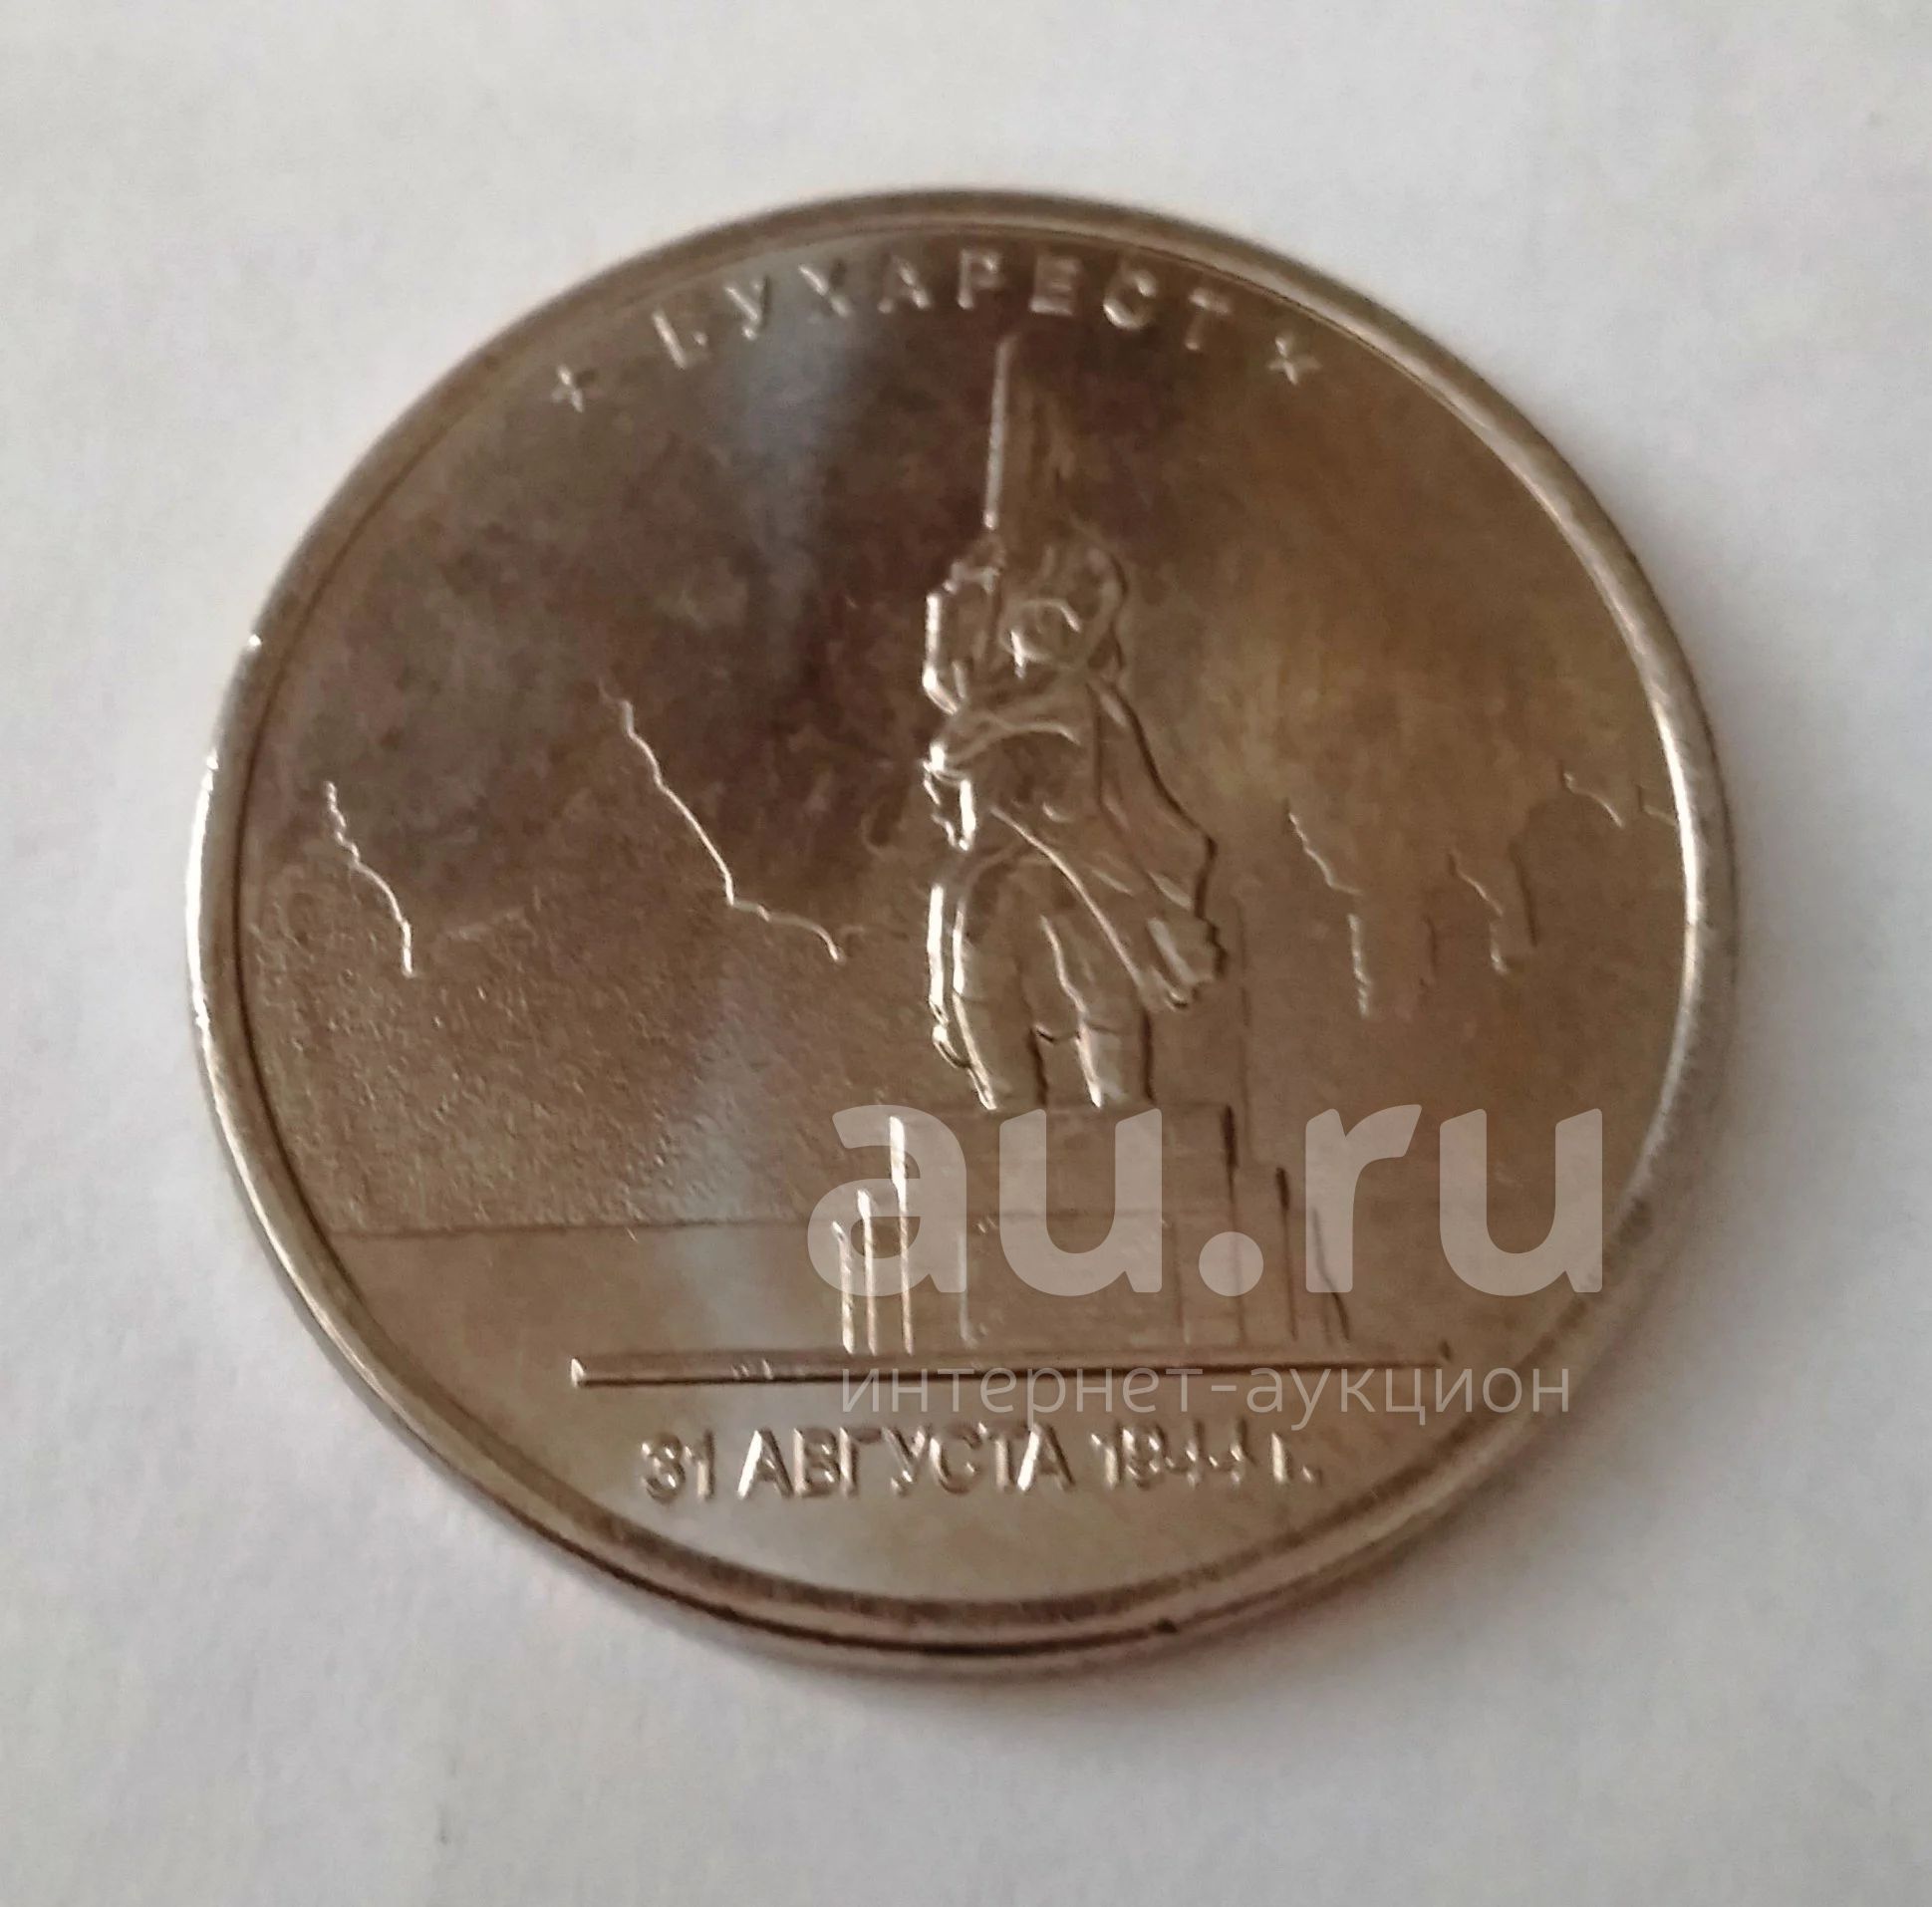 БУХАРЕСТ
au.ru
интернет-аукцион
31 АВГУСТА 1944 г.